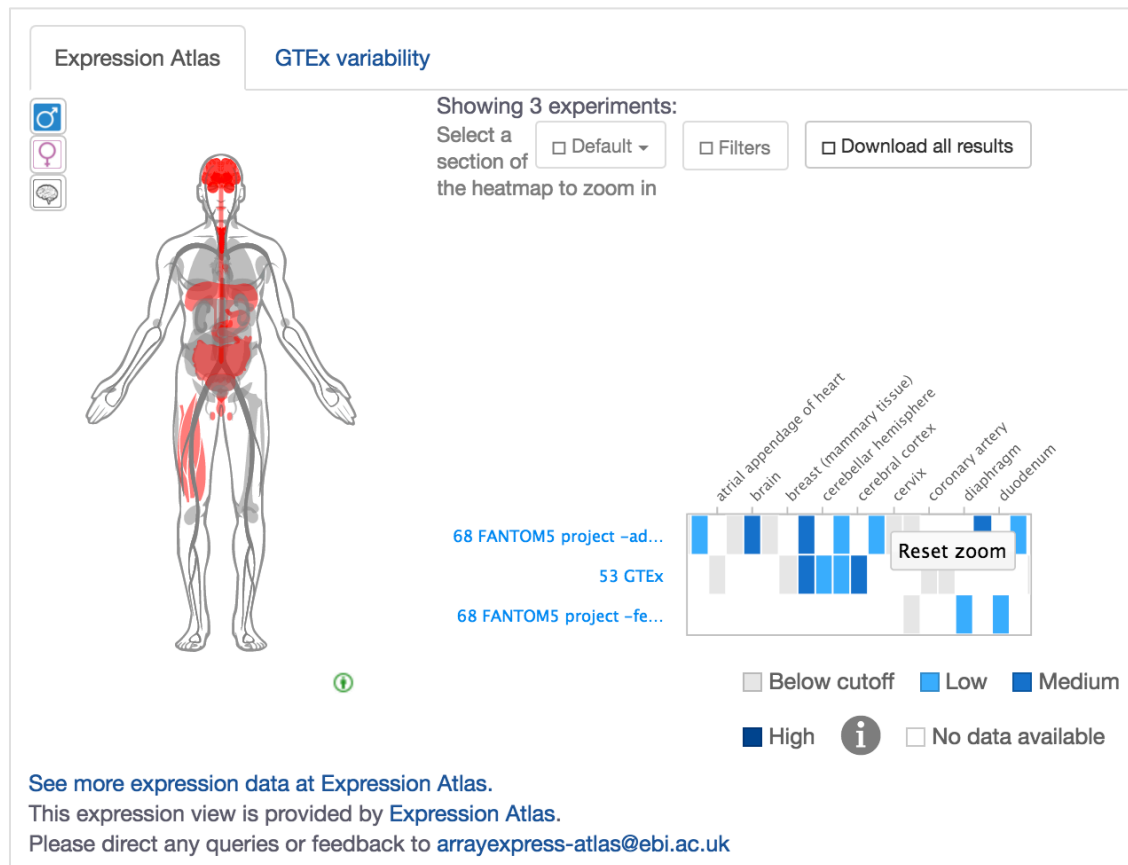 Expression Atlas
GTEx variability
Showing 3 experiments:
Select a
section of
the heatmap to zoom in
Default
Filters
Download all results
atrial appendage of heart
brain
breast (mammary tissue)
cerebellar hemisphere
cerebral cortex
cervix
coronary artery
diaphragm
duodenum
68 FANTOM5 project -ad...
53 GTEx
68 FANTOM5 project -fe...
Reset zoom
Below cutoff
Low
Medium
High
i
No data available
See more expression data at Expression Atlas.
This expression view is provided by Expression Atlas.
Please direct any queries or feedback to arrayexpress-atlas@ebi.ac.uk